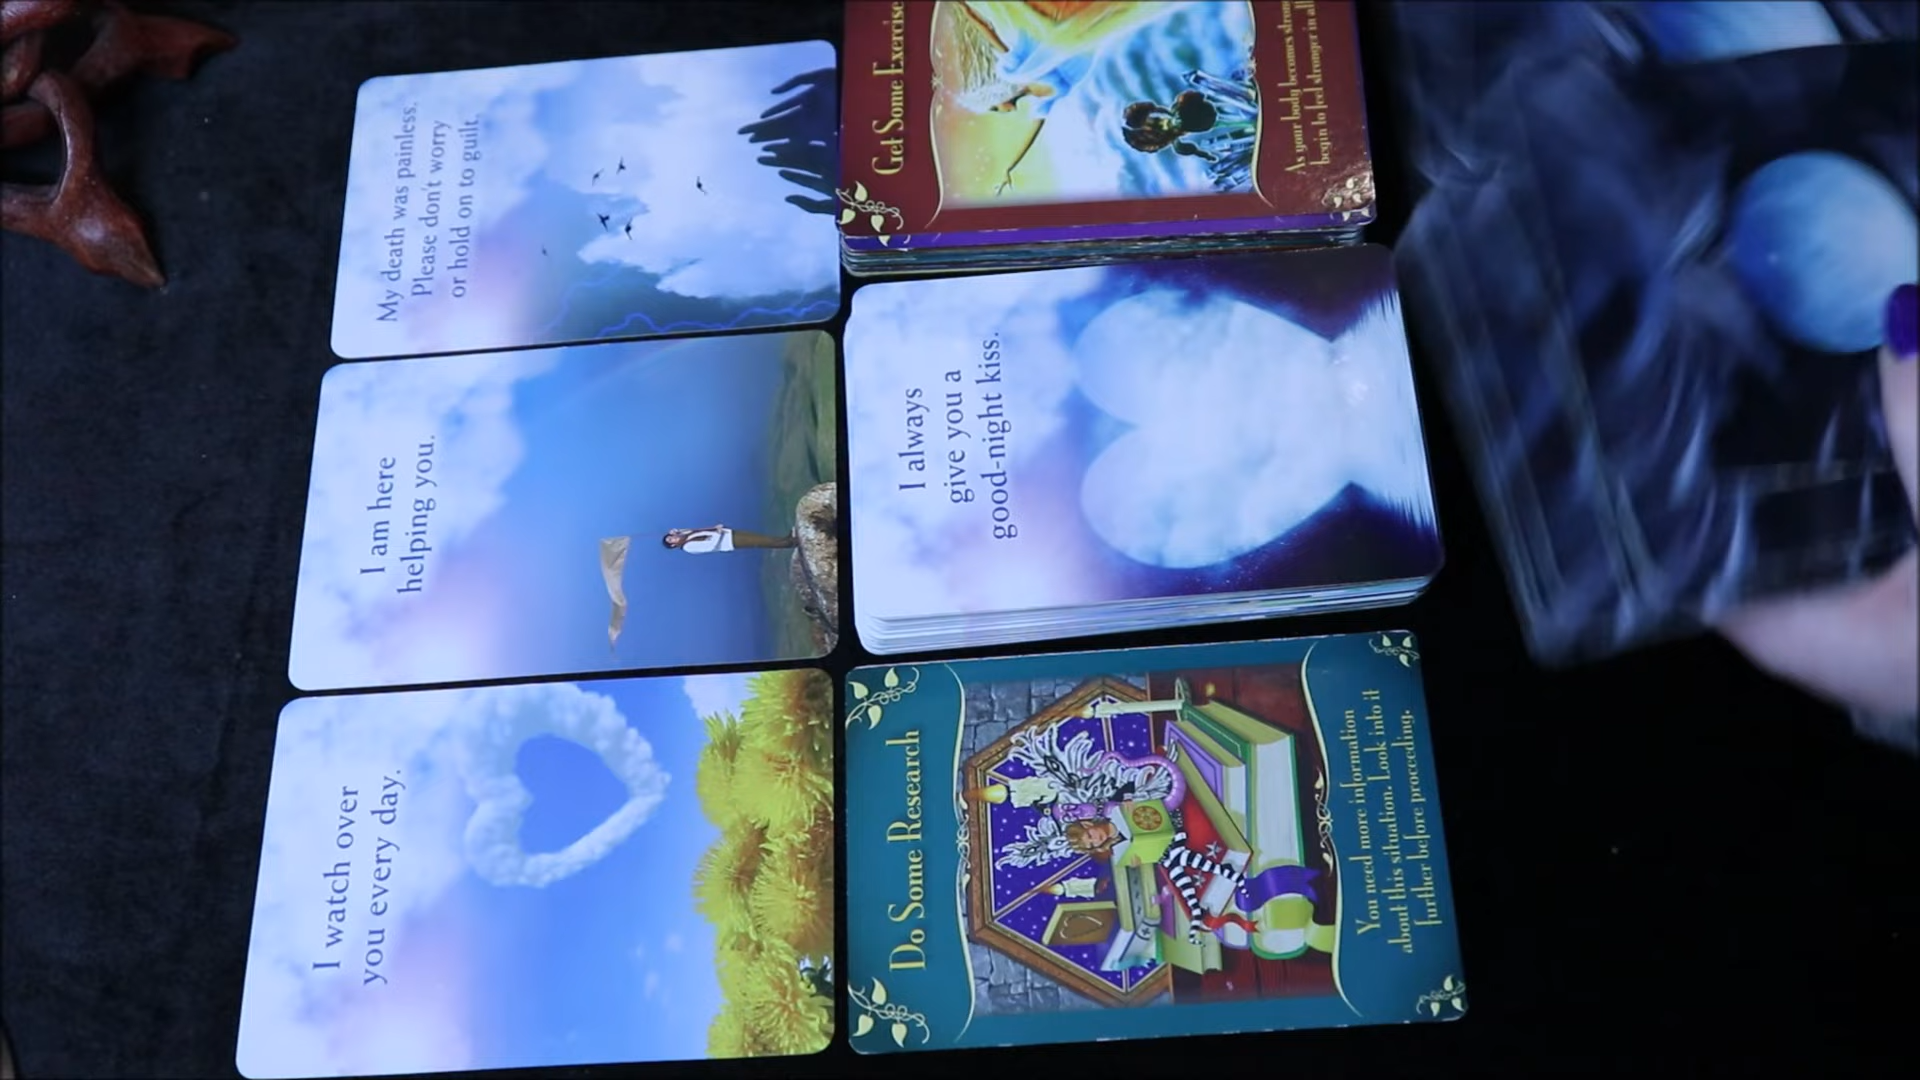 My death was painless.
Please don't worry
or hold on to guilt.
Get Some Exercise
As your body becomes
begin to feel stronger in
I am here
helping you.
I always
give you a
good-night kiss.
I watch over
you every day.
Do Some Research
You need more information
about this situation. Look into it
further before proceeding.